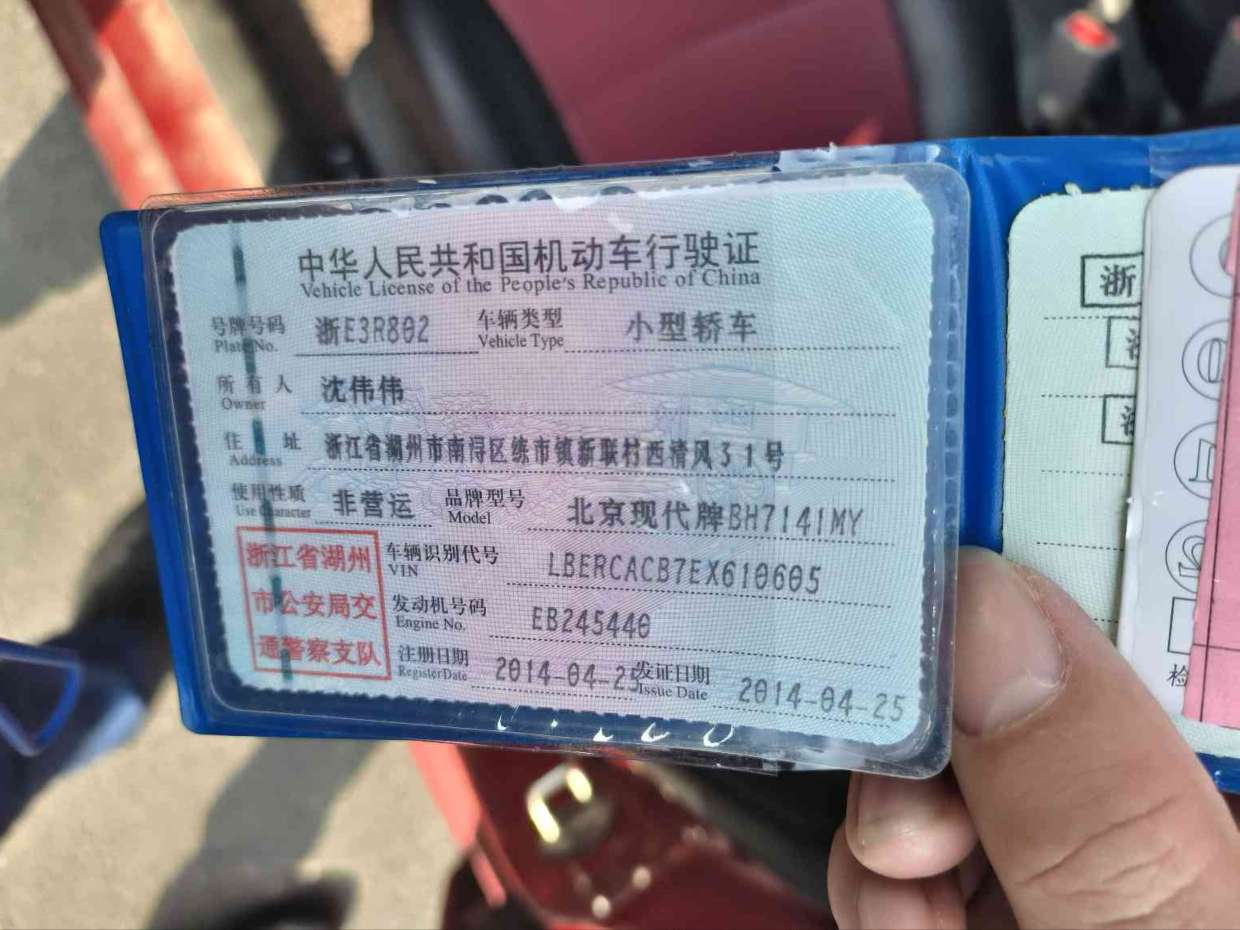 中华人民共和国机动车行驶证
Vehicle License of the People's Republic of China
号牌号码 浙E3R802 车辆类型 小型轿车
Plate No. Vehicle Type
所有人 沈伟伟
Owner
住址 浙江省湖州市南浔区练市镇新联村西清风31号
Address
使用性质 非营运 品牌型号 北京现代牌BH7141MY
Use Character Model
浙江省湖州
市公安局交
通警察支队
车辆识别代号 LBERCACB7EX610605
VIN
发动机号码 EB245440
Engine No.
注册日期 2014-04-25 发证日期 2014-04-25
Register Date Issue Date
浙
检